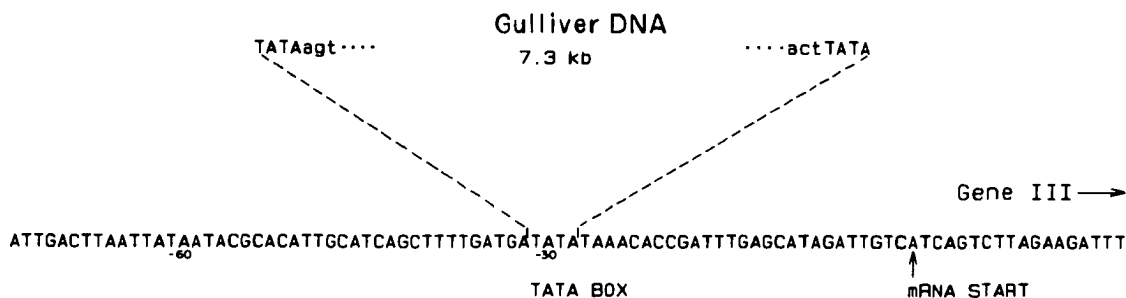 Gulliver DNA
TATAagt···· 7.3 kb ····actTATA
Gene III
ATTGACTTAATTATAATACGCACATTGCATCAGCTTTTGATGATATATAAACACCGATTTGAGCATAGATTGTCATCAGTCTTAGAAGATTT
-60 -30
TATA BOX mRNA START